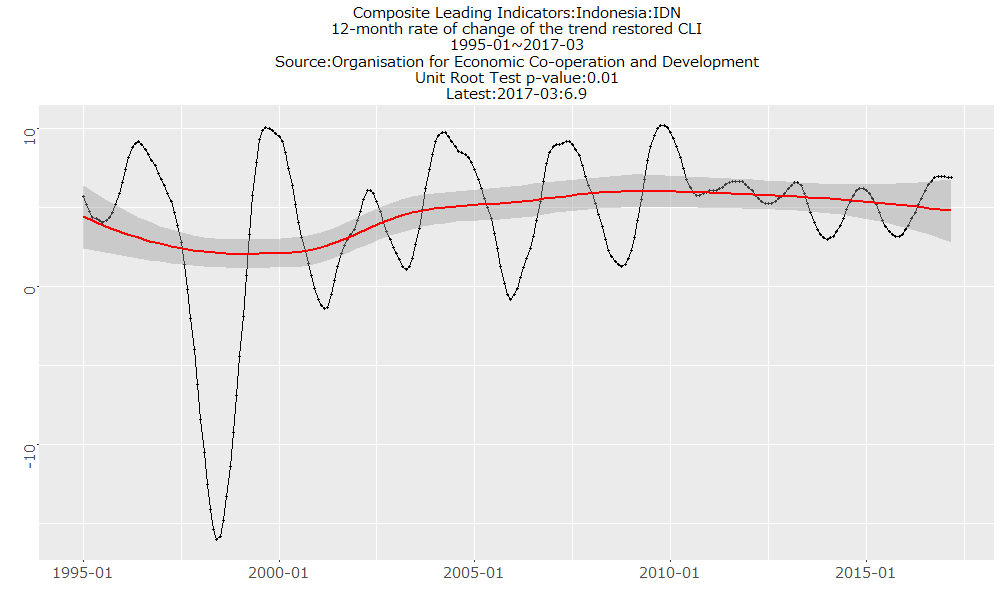 Composite Leading Indicators:Indonesia:IDN
12-month rate of change of the trend restored CLI
1995-01~2017-03
Source:Organisation for Economic Co-operation and Development
Unit Root Test p-value:0.01
Latest:2017-03:6.9
10
0
-10
1995-01 2000-01 2005-01 2010-01 2015-01